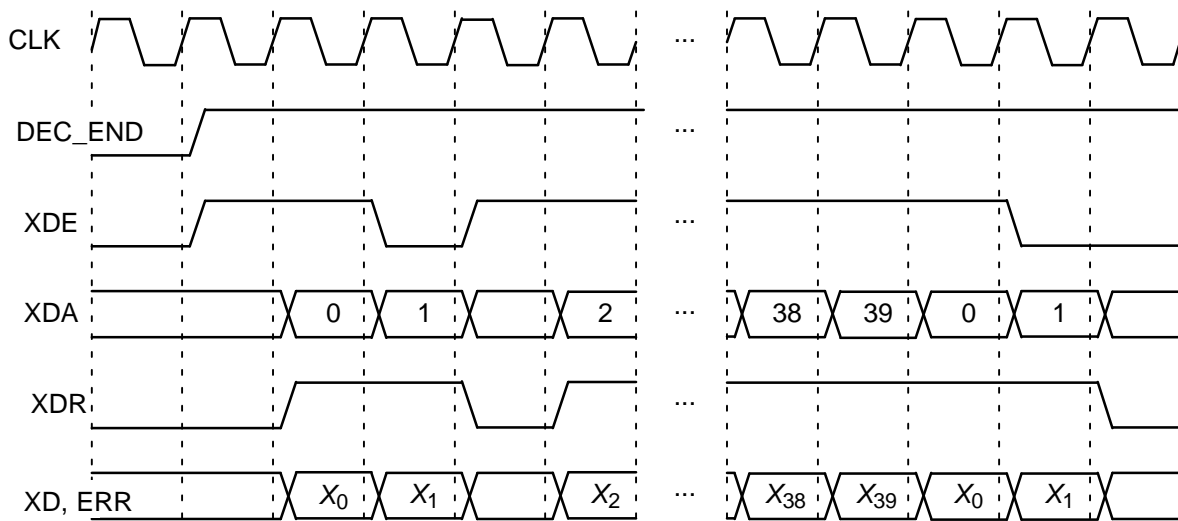 CLK ...
DEC_END ...
XDE ...
XDA 0 1 2 ... 38 39 0 1
XDR ...
XD, ERR X0 X1 X2 ... X38 X39 X0 X1